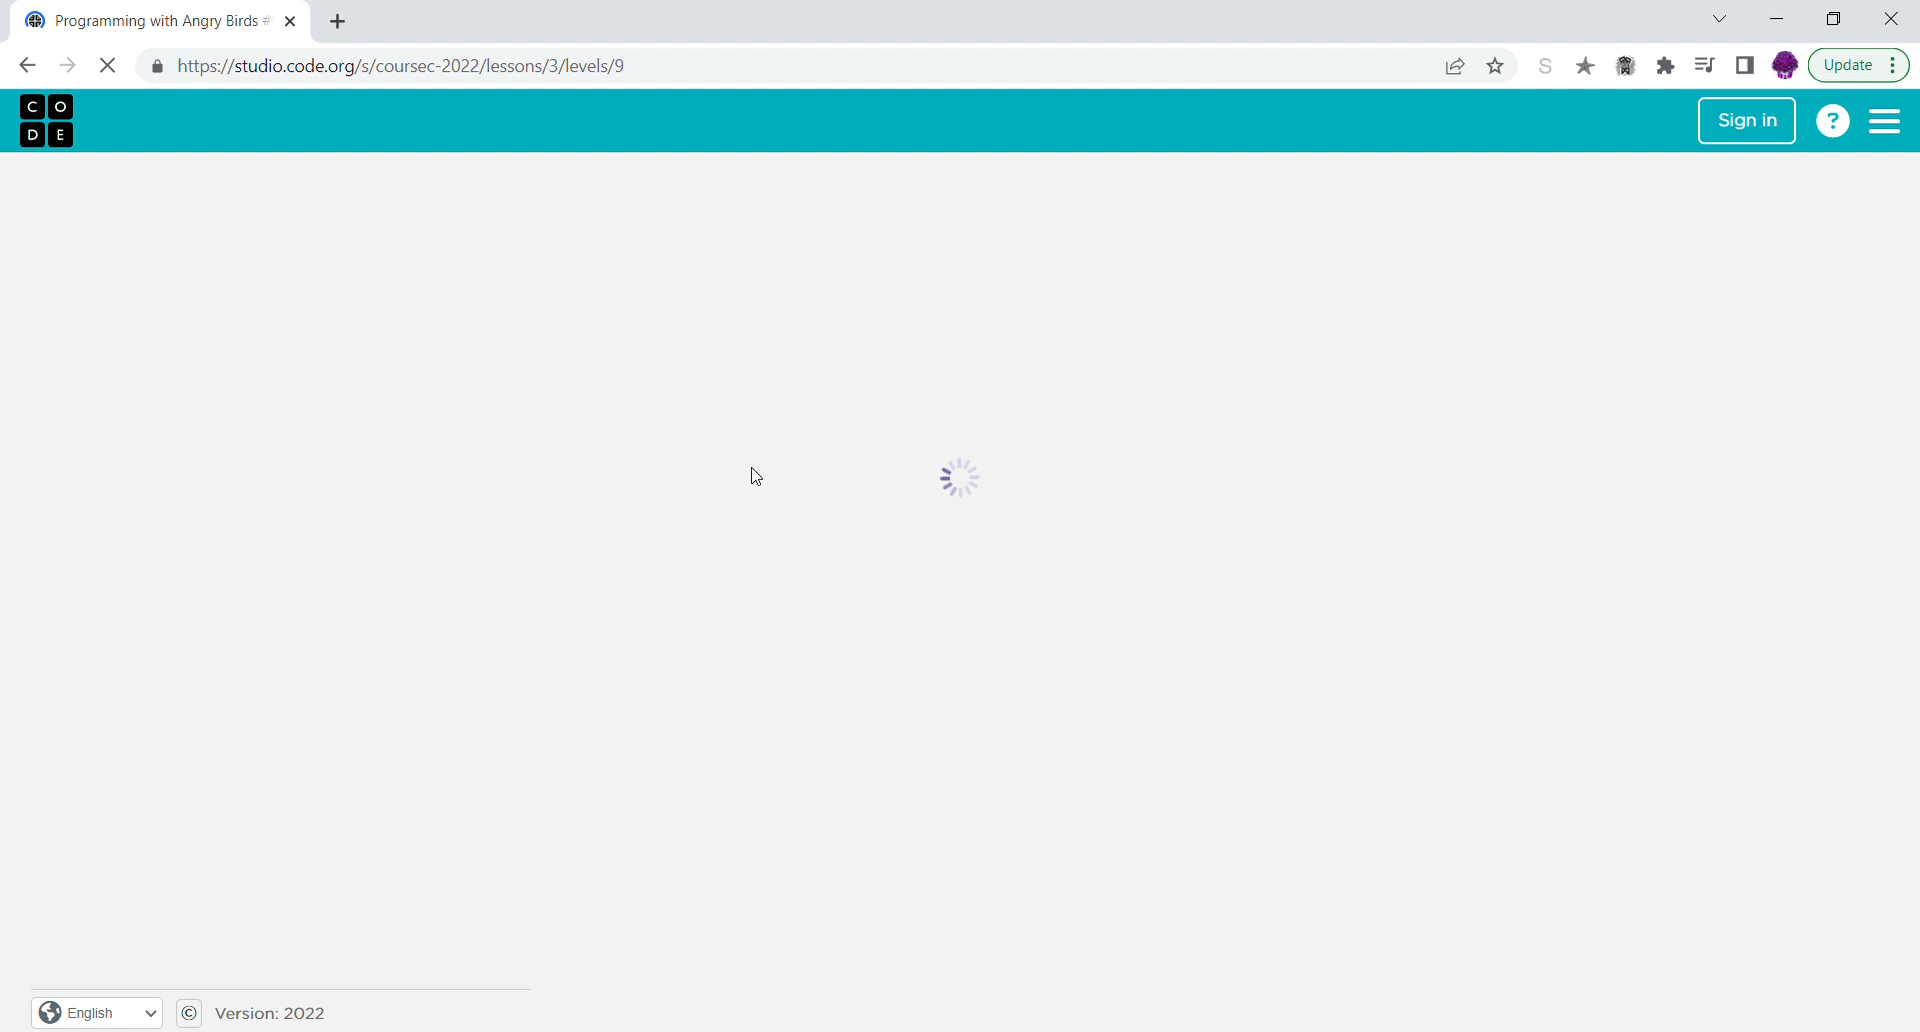 Programming with Angry Birds #
https://studio.code.org/s/coursec-2022/lessons/3/levels/9
S
Update
C O
D E
Sign in
?
English
©
Version: 2022